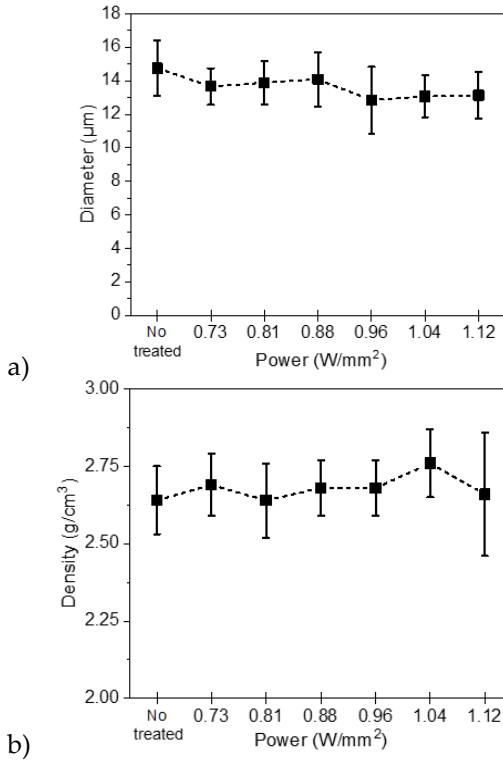 18
16
14
12
10
8
6
4
2
0
Diameter (µm)
No treated 0.73 0.81 0.88 0.96 1.04 1.12
Power (W/mm²)
a)
3.00
2.75
2.50
2.25
2.00
Density (g/cm³)
No treated 0.73 0.81 0.88 0.96 1.04 1.12
Power (W/mm²)
b)